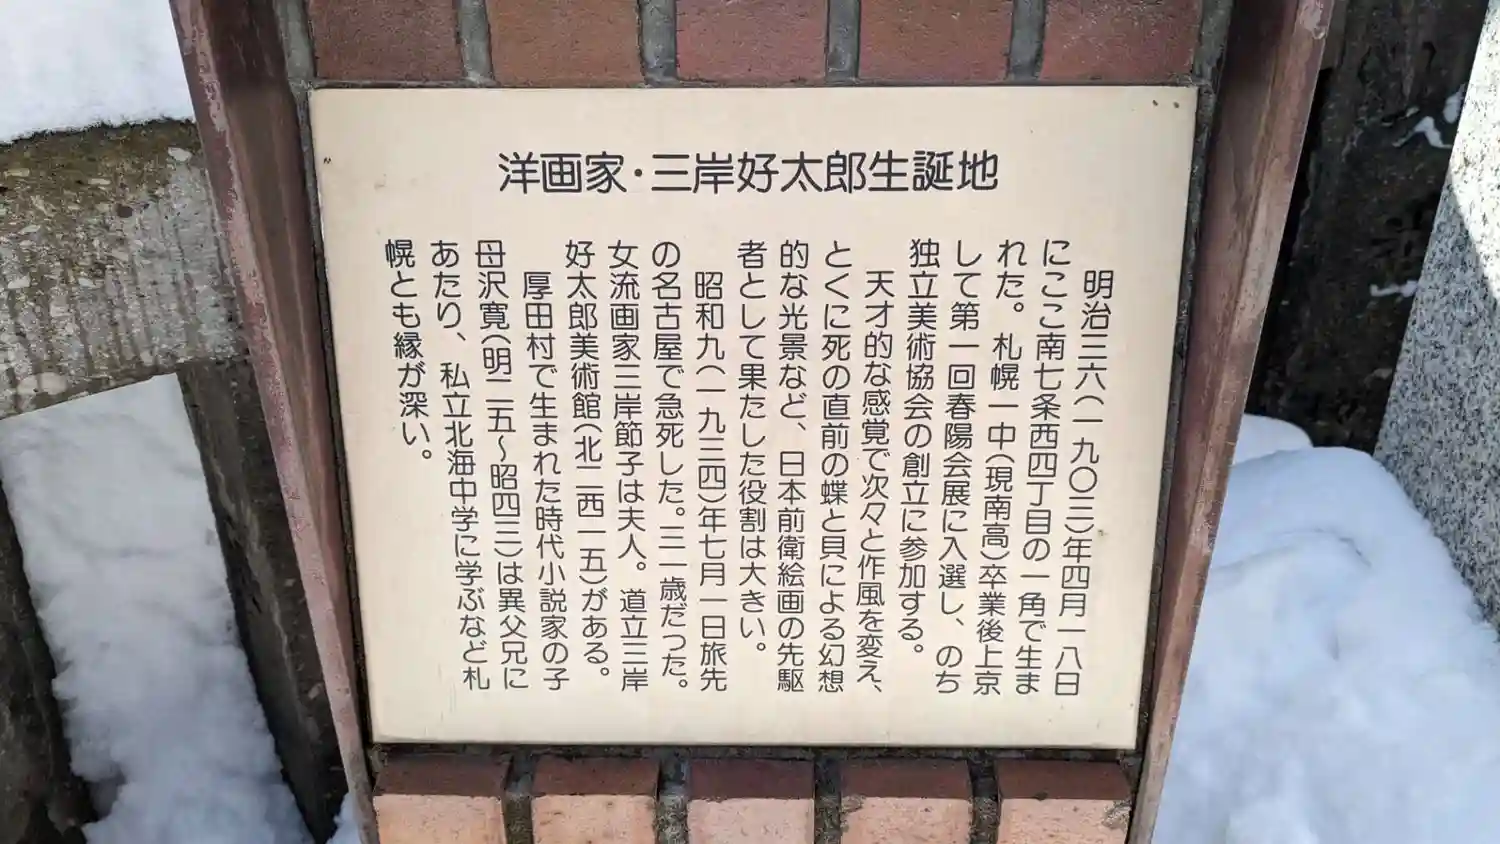 洋画家・三岸好太郎生誕地
明治三六(一九〇三)年四月一八日
にここ南七条西四丁目の一角で生ま
れた。札幌一中(現南高)卒業後上京
して第一回春陽会展に入選し、のち
独立美術協会の創立に参加する。
天才的な感覚で次々と作風を変え、
とくに死の直前の蝶と貝による幻想
的な光景など、日本前衛絵画の先駆
者として果たした役割は大きい。
昭和九(一九三四)年七月一日旅先
の名古屋で急死した。三一歳だった。
女流画家三岸節子は夫人。道立三岸
好太郎美術館(北二西一五)がある。
厚田村で生まれた時代小説家の子
母沢寛(明二五～昭四三)は異父兄に
あたり、私立北海中学に学ぶなど札
幌とも縁が深い。